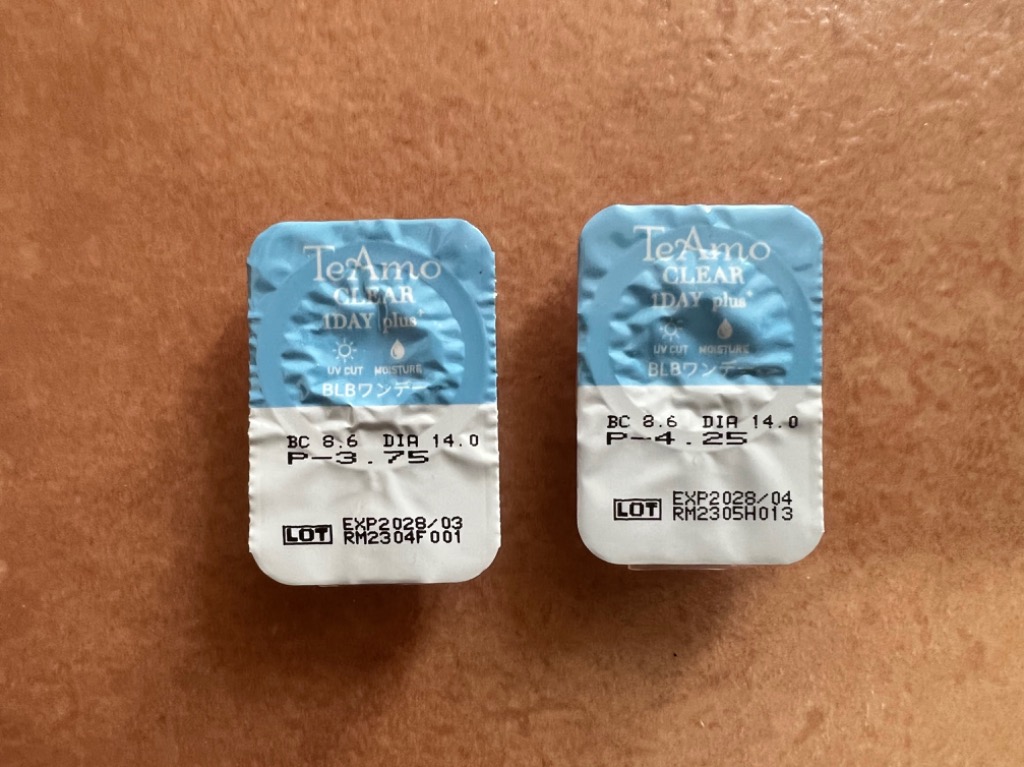 TeAmo
CLEAR
1DAY plus+
UV CUT MOISTURE
BLBワンデー
BC 8.6 DIA 14.0
P-3.75
LOT EXP2028/03
RM2304F001
TeAmo
CLEAR
1DAY plus+
UV CUT MOISTURE
BLBワンデー
BC 8.6 DIA 14.0
P-4.25
LOT EXP2028/04
RM2305H013